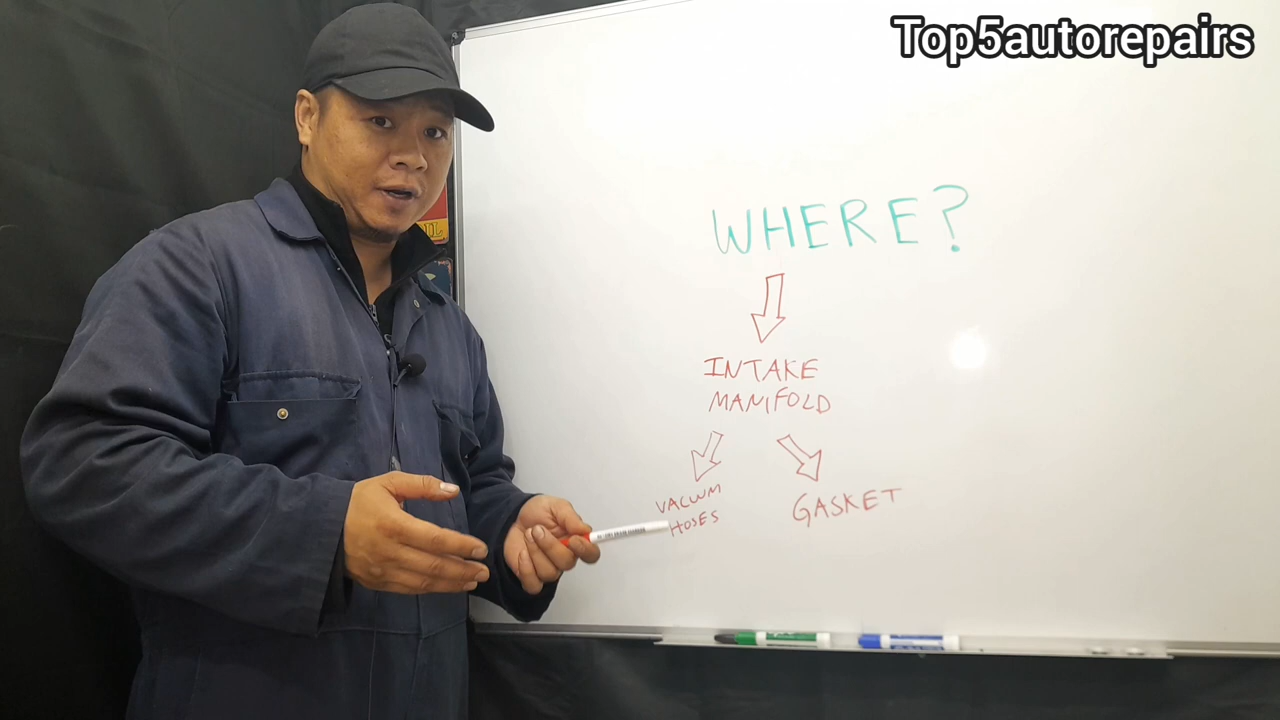 Top5autorepairs
WHERE?
INTAKE
MANIFOLD
VACUUM
HOSES
GASKET